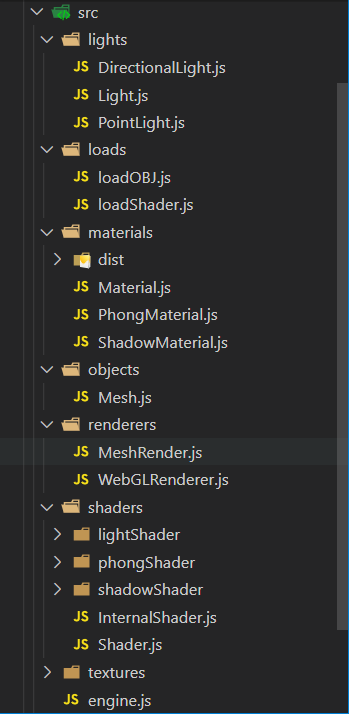 src
lights
JS DirectionalLight.js
JS Light.js
JS PointLight.js
loads
JS loadOBJ.js
JS loadShader.js
materials
dist
JS Material.js
JS PhongMaterial.js
JS ShadowMaterial.js
objects
JS Mesh.js
renderers
JS MeshRender.js
JS WebGLRenderer.js
shaders
lightShader
phongShader
shadowShader
JS InternalShader.js
JS Shader.js
textures
JS engine.js